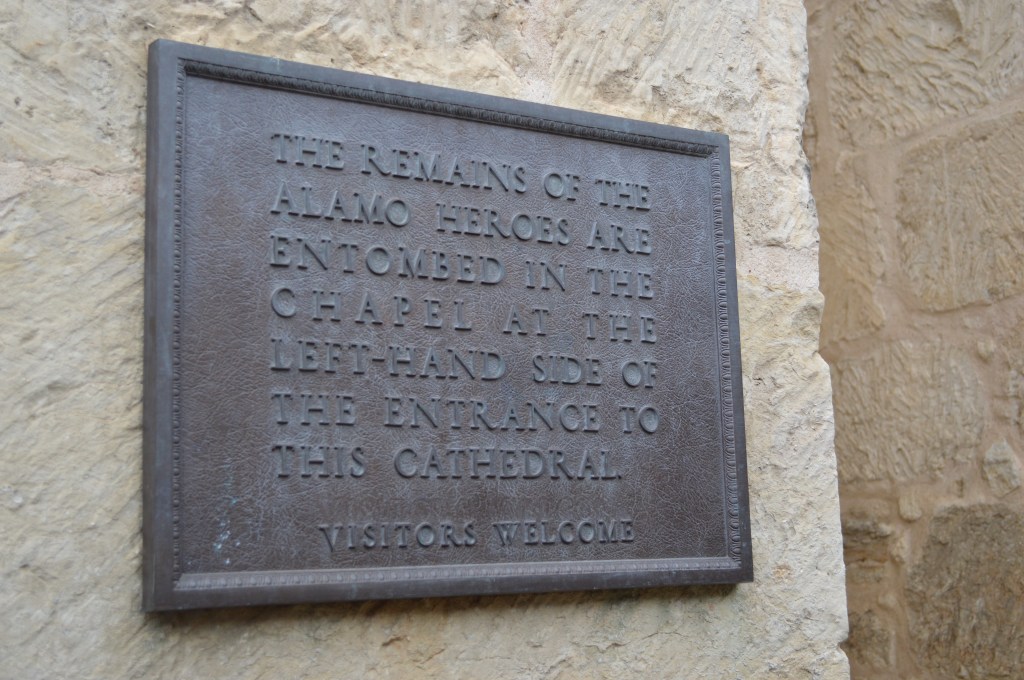 THE REMAINS OF THE
ALAMO HEROES ARE
ENTOMBED IN THE
CHAPEL AT THE
LEFT-HAND SIDE OF
THE ENTRANCE TO
THIS CATHEDRAL.
VISITORS WELCOME